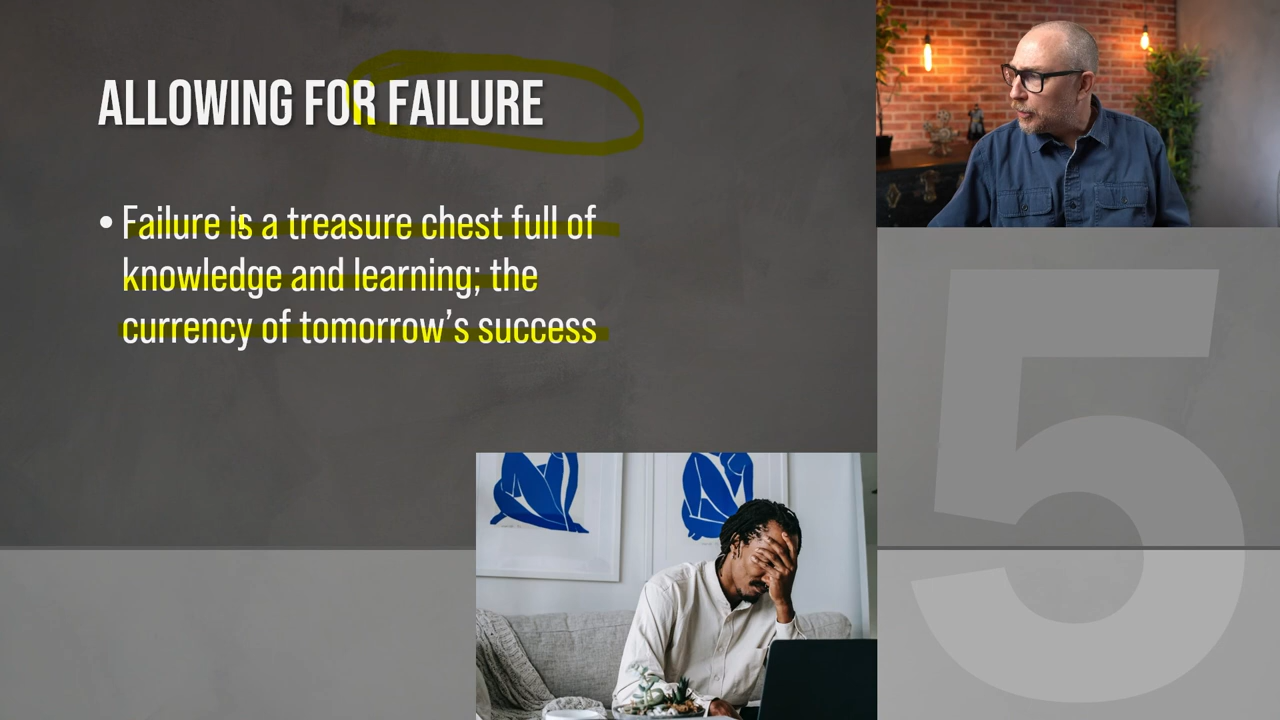 ALLOWING FOR FAILURE
• Failure is a treasure chest full of
knowledge and learning; the
currency of tomorrow’s success
5